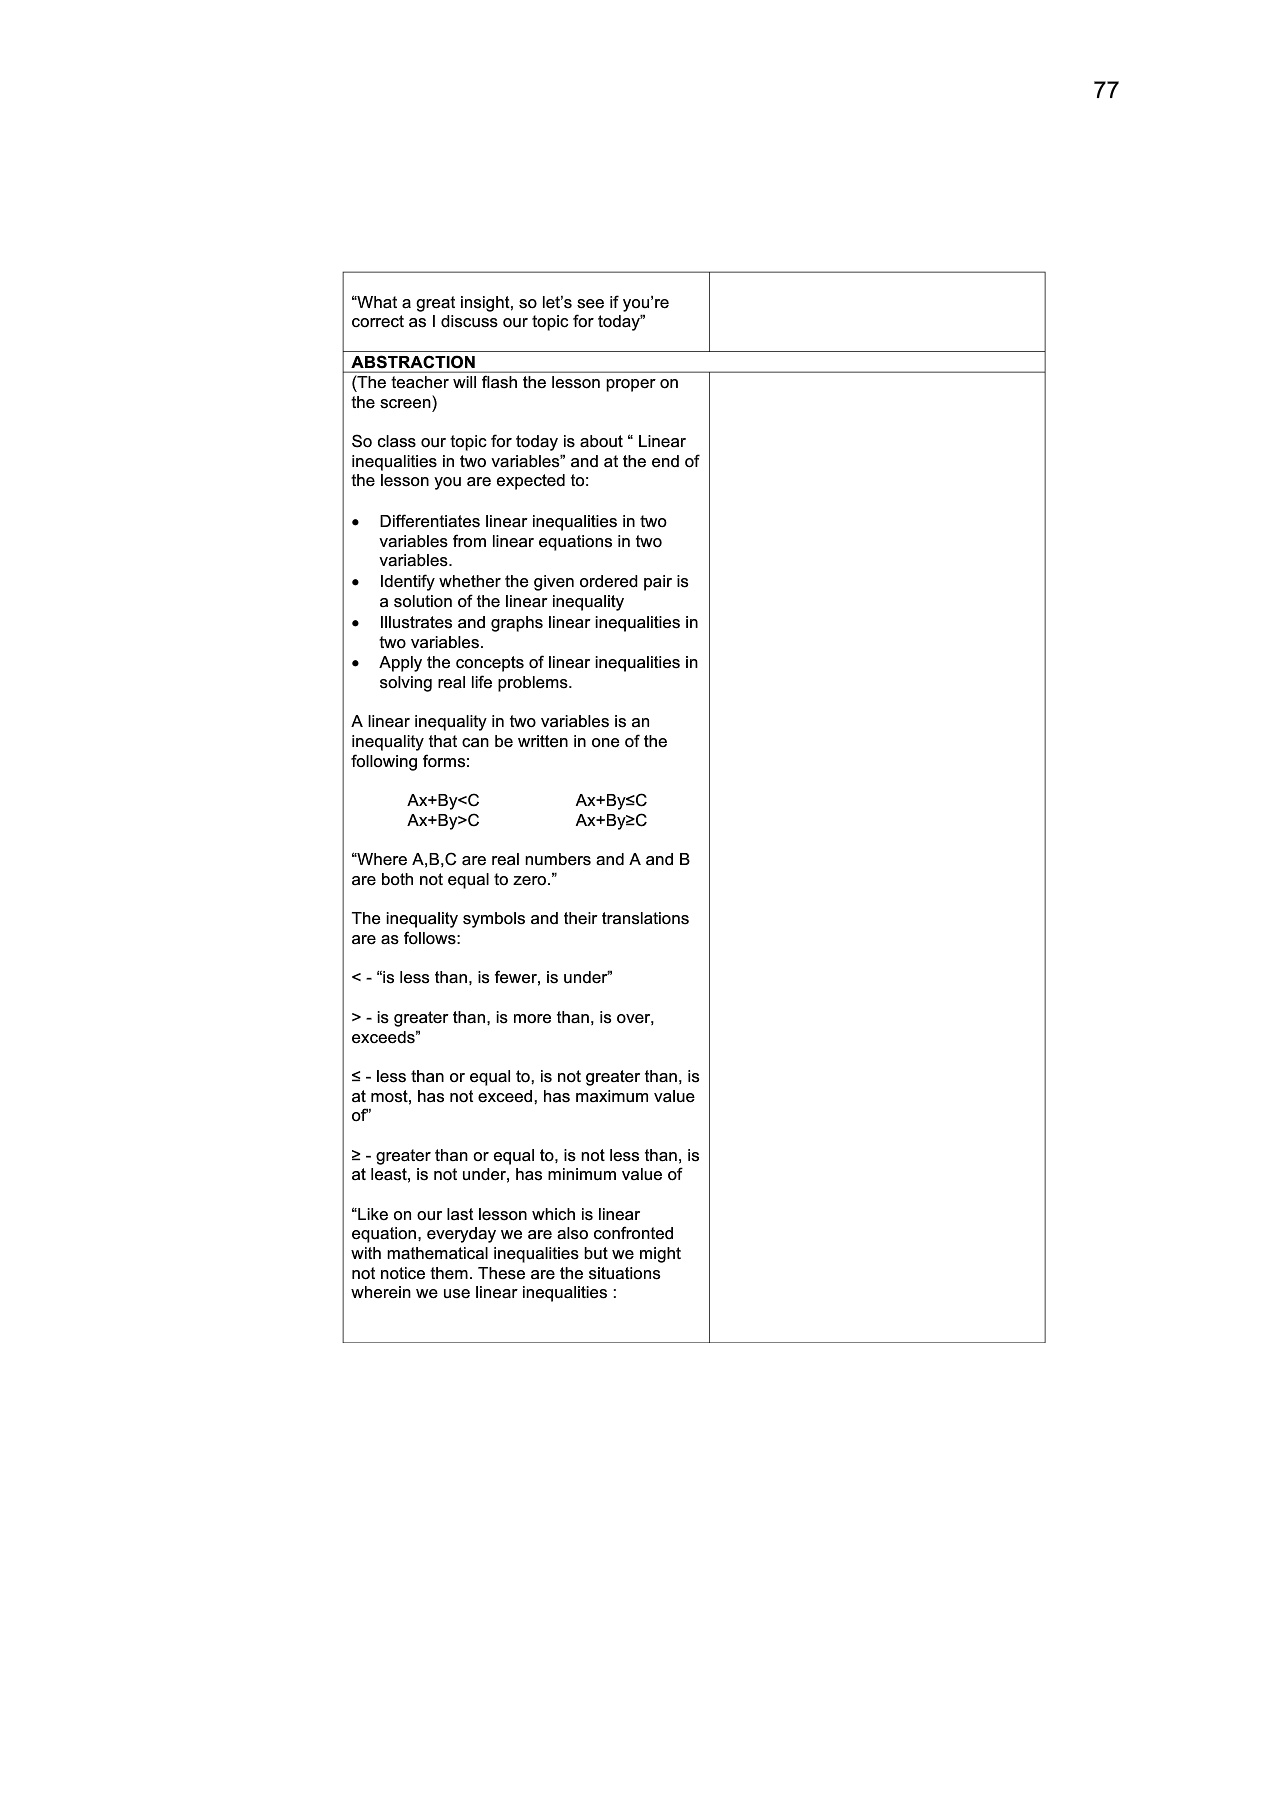 77
“What a great insight, so let’s see if you’re
correct as I discuss our topic for today”
ABSTRACTION
(The teacher will flash the lesson proper on
the screen)
So class our topic for today is about “ Linear
inequalities in two variables” and at the end of
the lesson you are expected to:
• Differentiates linear inequalities in two
variables from linear equations in two
variables.
• Identify whether the given ordered pair is
a solution of the linear inequality
• Illustrates and graphs linear inequalities in
two variables.
• Apply the concepts of linear inequalities in
solving real life problems.
A linear inequality in two variables is an
inequality that can be written in one of the
following forms:
Ax+By<C Ax+By≤C
Ax+By>C Ax+By≥C
“Where A,B,C are real numbers and A and B
are both not equal to zero.”
The inequality symbols and their translations
are as follows:
< - “is less than, is fewer, is under”
> - is greater than, is more than, is over,
exceeds”
≤ - less than or equal to, is not greater than, is
at most, has not exceed, has maximum value
of”
≥ - greater than or equal to, is not less than, is
at least, is not under, has minimum value of
“Like on our last lesson which is linear
equation, everyday we are also confronted
with mathematical inequalities but we might
not notice them. These are the situations
wherein we use linear inequalities :